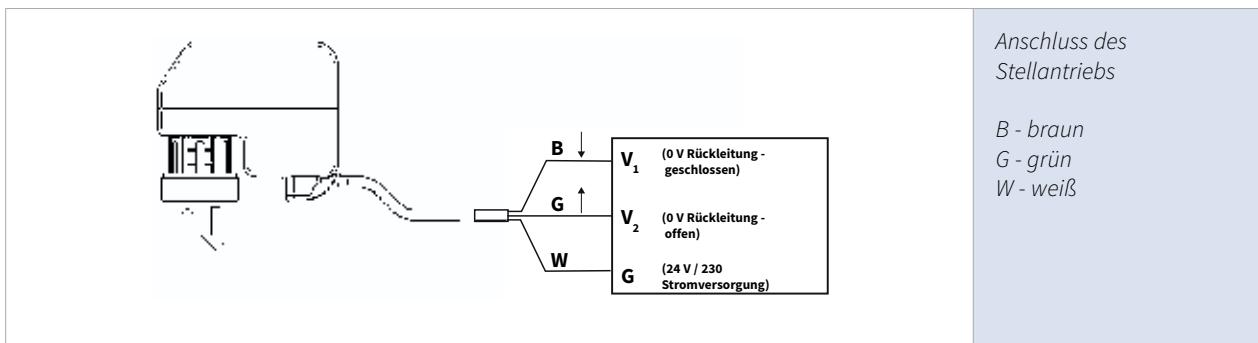 B
V1
(0 V Rückleitung -
geschlossen)
G
V2
(0 V Rückleitung -
offen)
W
G
(24 V / 230
Stromversorgung)
Anschluss des
Stellantriebs
B - braun
G - grün
W - weiß